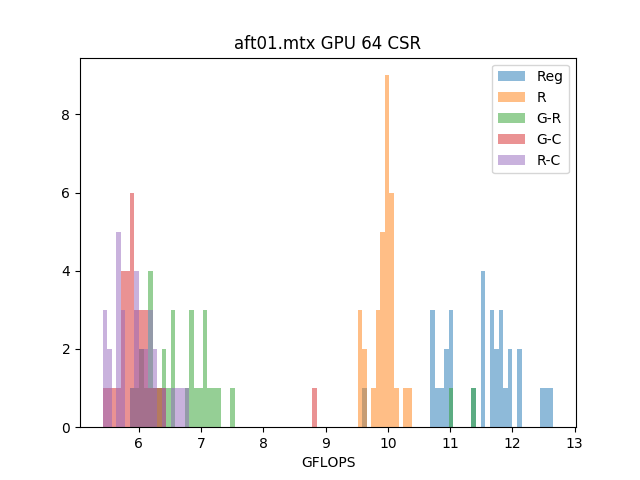 aft01.mtx GPU 64 CSR
Reg
R
G-R
G-C
R-C
8
6
4
2
0
6 7 8 9 10 11 12 13
GFLOPS